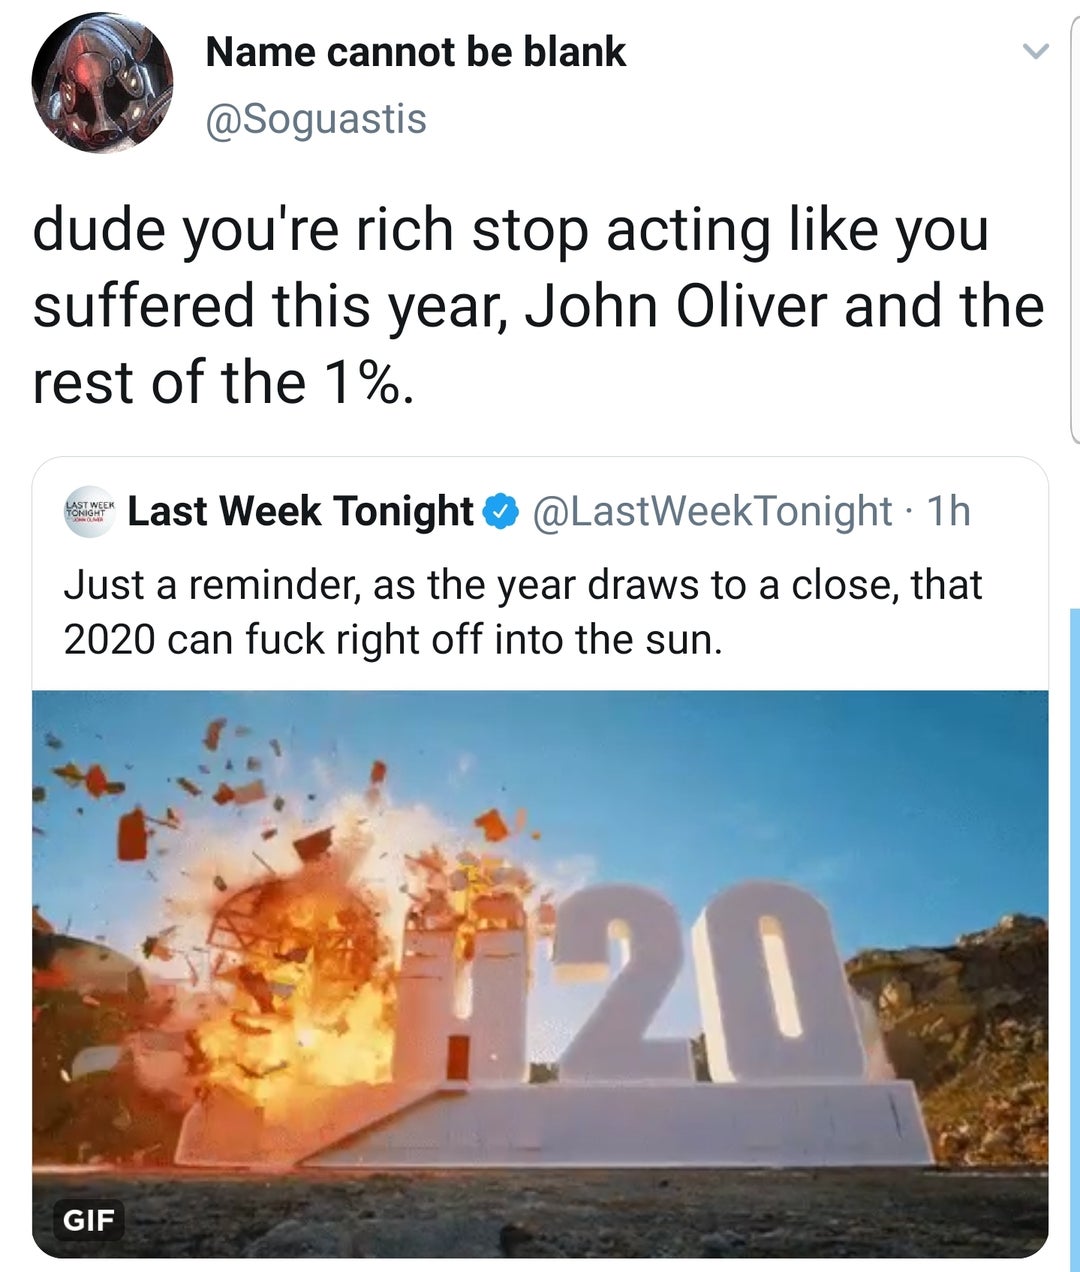 Name cannot be blank
@Soguastis
dude you're rich stop acting like you
suffered this year, John Oliver and the
rest of the 1%.
LAST WEEK
TONIGHT
JOHN OLIVER
Last Week Tonight @LastWeekTonight · 1h
Just a reminder, as the year draws to a close, that
2020 can fuck right off into the sun.
20
GIF